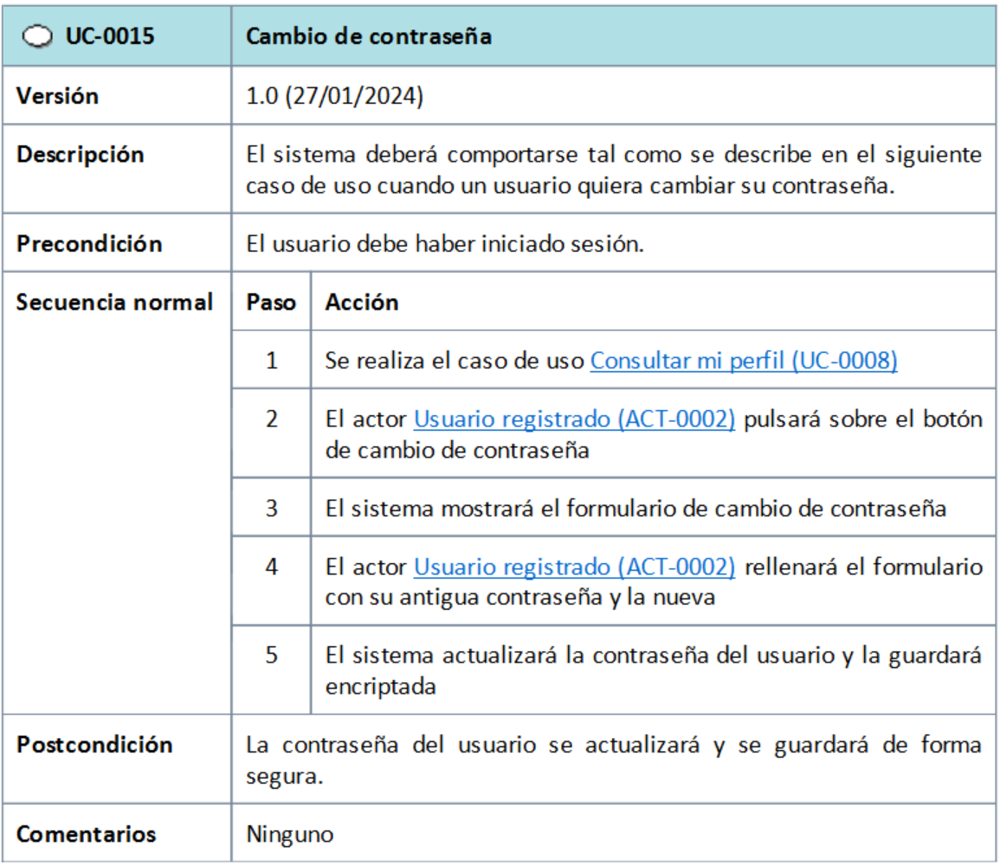 UC-0015 Cambio de contraseña
Versión 1.0 (27/01/2024)
Descripción El sistema deberá comportarse tal como se describe en el siguiente
caso de uso cuando un usuario quiera cambiar su contraseña.
Precondición El usuario debe haber iniciado sesión.
Secuencia normal Paso Acción
1 Se realiza el caso de uso Consultar mi perfil (UC-0008)
2 El actor Usuario registrado (ACT-0002) pulsará sobre el botón
de cambio de contraseña
3 El sistema mostrará el formulario de cambio de contraseña
4 El actor Usuario registrado (ACT-0002) rellenará el formulario
con su antigua contraseña y la nueva
5 El sistema actualizará la contraseña del usuario y la guardará
encriptada
Postcondición La contraseña del usuario se actualizará y se guardará de forma
segura.
Comentarios Ninguno